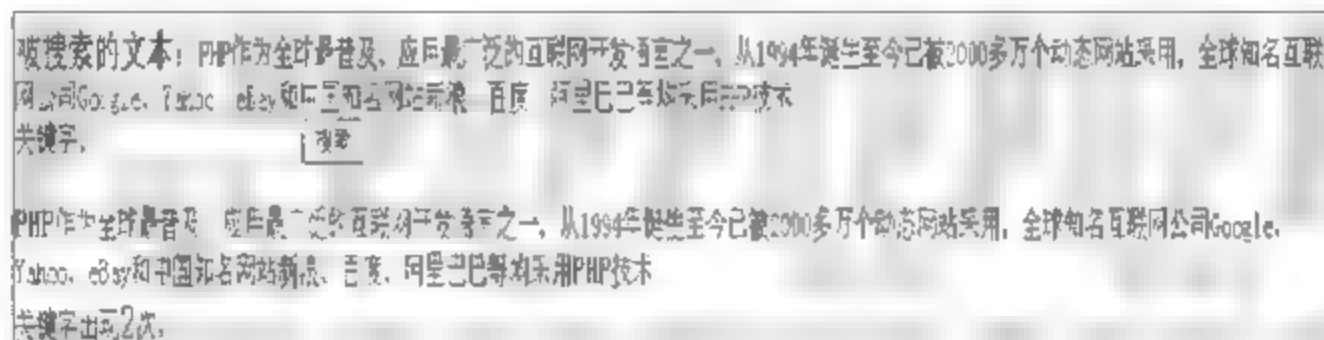 被搜索的文本：PHP作为全球最普及、应用最广泛的互联网开发语言之一，从1994年诞生至今已被2000多万个动态网站采用，全球知名互联
网公司Google、Yahoo、eBay和中国知名网站新浪、百度、阿里巴巴等均采用PHP技术
关键字：
搜索
PHP作为全球最普及、应用最广泛的互联网开发语言之一，从1994年诞生至今已被2000多万个动态网站采用，全球知名互联网公司Google、
Yahoo、eBay和中国知名网站新浪、百度、阿里巴巴等均采用PHP技术
关键字出现2次。